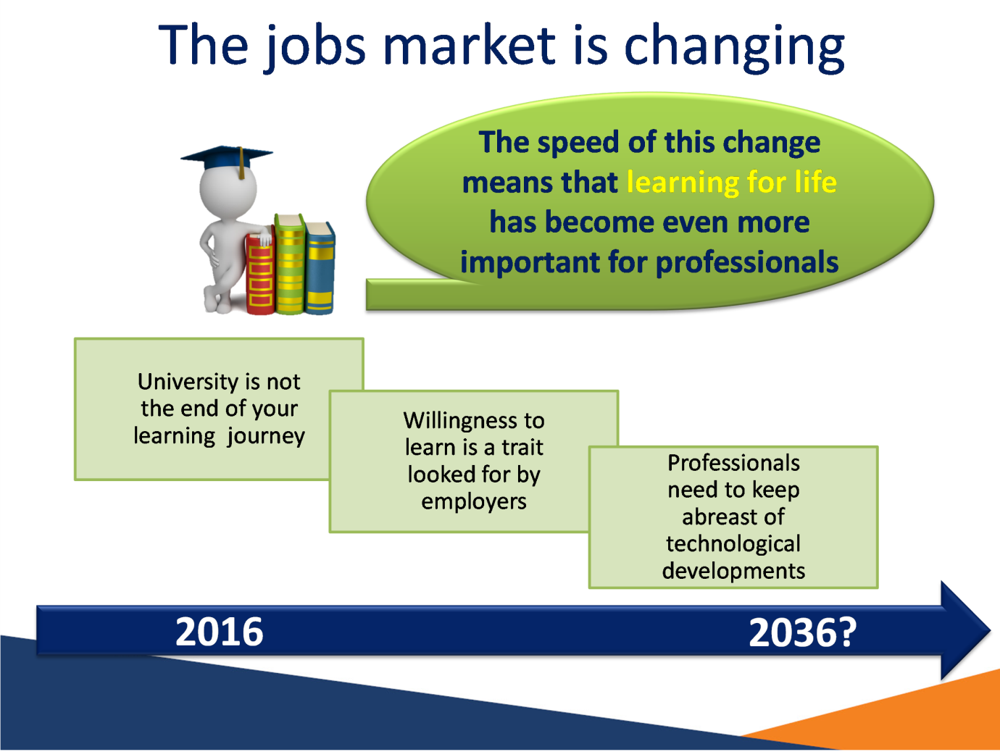 The jobs market is changing
The speed of this change
means that learning for life
has become even more
important for professionals
University is not
the end of your
learning  journey
Willingness to
learn is a trait
looked for by
employers
Professionals
need to keep
abreast of
technological
developments
2016
2036?